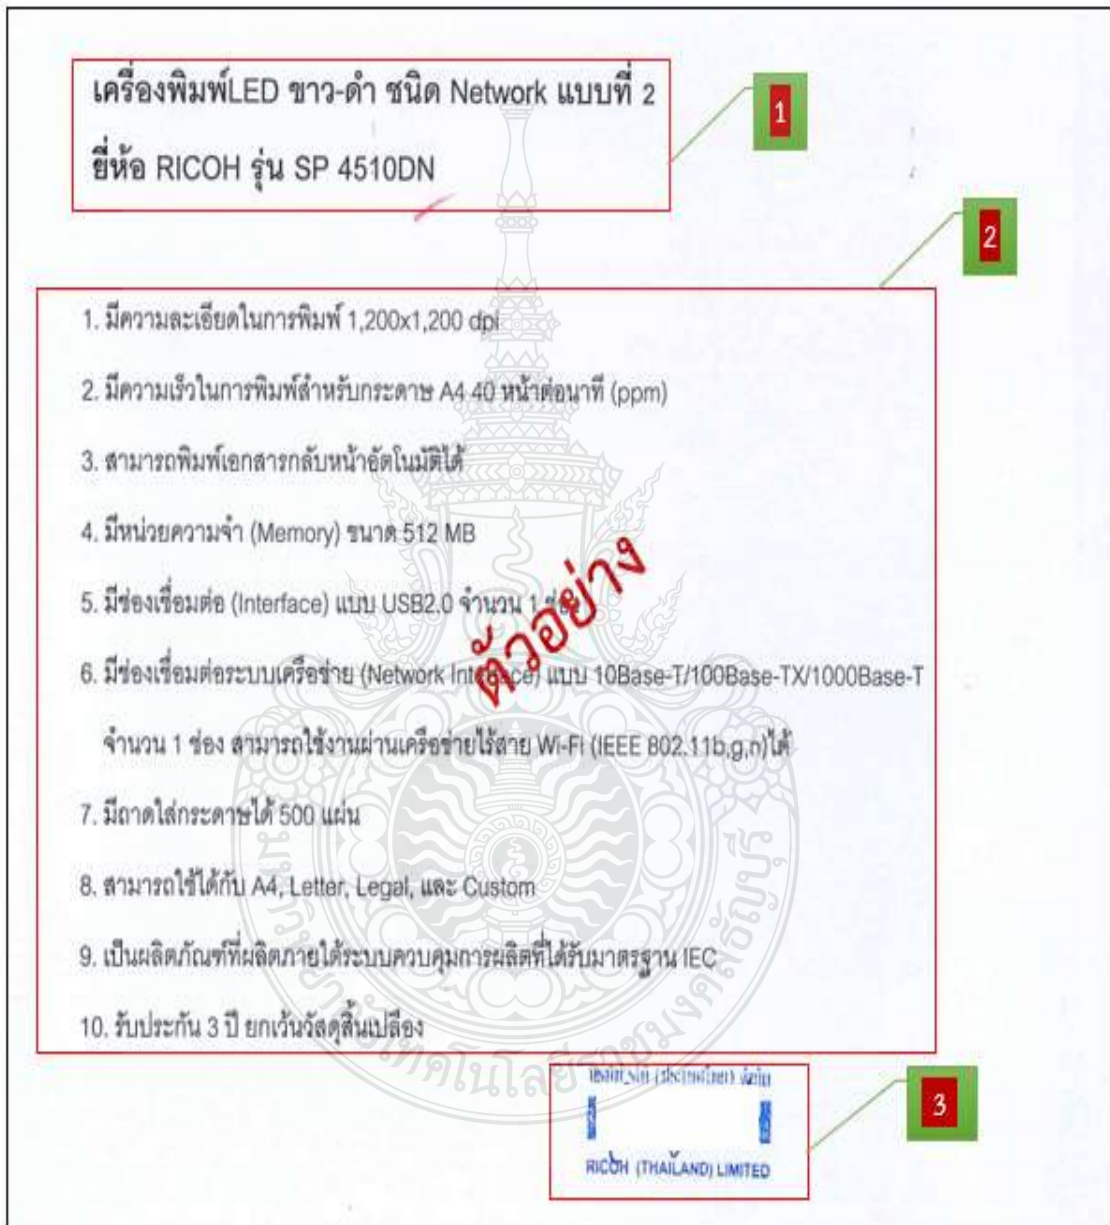 เครื่องพิมพ์LED ขาว-ดำ ชนิด Network แบบที่ 2
ยี่ห้อ RICOH รุ่น SP 4510DN
1
2
1. มีความละเอียดในการพิมพ์ 1,200x1,200 dpi
2. มีความเร็วในการพิมพ์สำหรับกระดาษ A4 40 หน้าต่อนาที (ppm)
3. สามารถพิมพ์เอกสารกลับหน้าอัตโนมัติได้
4. มีหน่วยความจำ (Memory) ขนาด 512 MB
5. มีช่องเชื่อมต่อ (Interface) แบบ USB2.0 จำนวน 1 ช่อง
ตัวอย่าง
6. มีช่องเชื่อมต่อระบบเครือข่าย (Network Interface) แบบ 10Base-T/100Base-TX/1000Base-T
จำนวน 1 ช่อง สามารถใช้งานผ่านเครือข่ายไร้สาย Wi-Fi (IEEE 802.11b,g,n)ได้
7. มีถาดใส่กระดาษได้ 500 แผ่น
8. สามารถใช้ได้กับ A4, Letter, Legal, และ Custom
9. เป็นผลิตภัณฑ์ที่ผลิตภายใต้ระบบควบคุมการผลิตที่ได้รับมาตรฐาน IEC
10. รับประกัน 3 ปี ยกเว้นวัสดุสิ้นเปลือง
(ประเทศไทย) จำกัด
3
RICOH (THAILAND) LIMITED